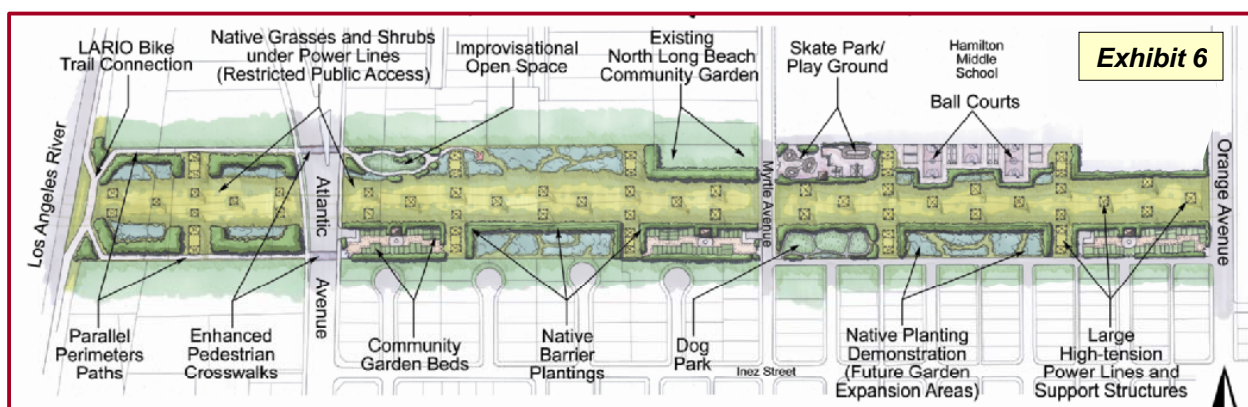 LARIO Bike
Trail Connection
Native Grasses and Shrubs
under Power Lines
(Restricted Public Access)
Improvisational
Open Space
Existing
North Long Beach
Community Garden
Skate Park/
Play Ground
Hamilton
Middle
School
Ball Courts
Exhibit 6
Los Angeles River
Atlantic
Avenue
Myrtle Avenue
Orange Avenue
Parallel
Perimeters
Paths
Enhanced
Pedestrian
Crosswalks
Community
Garden Beds
Native
Barrier
Plantings
Dog
Park
Inez Street
Native Planting
Demonstration
(Future Garden
Expansion Areas)
Large
High-tension
Power Lines and
Support Structures